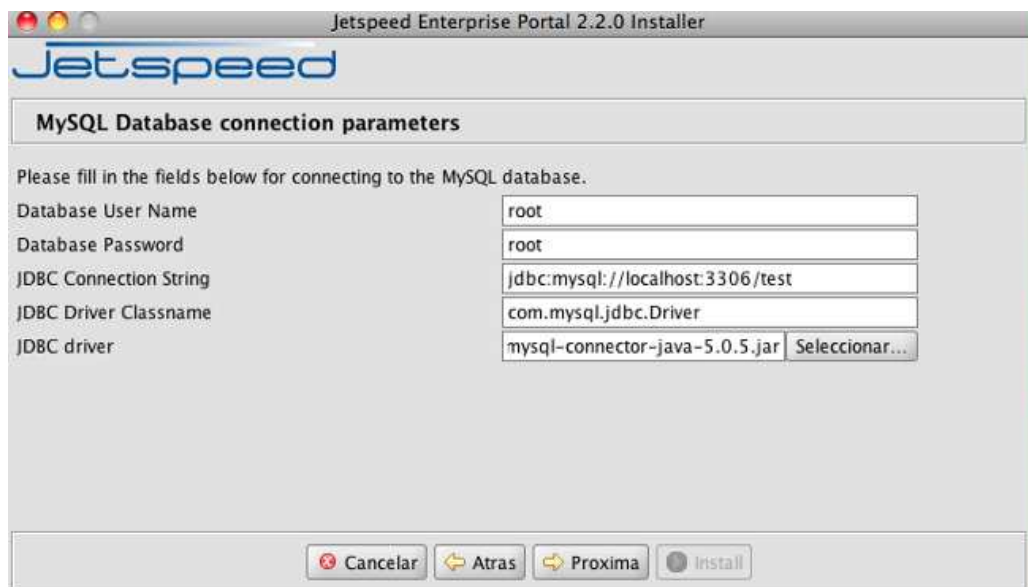 Jetspeed Enterprise Portal 2.2.0 Installer
Jetspeed
MySQL Database connection parameters
Please fill in the fields below for connecting to the MySQL database.
Database User Name root
Database Password root
JDBC Connection String jdbc:mysql://localhost:3306/test
JDBC Driver Classname com.mysql.jdbc.Driver
JDBC driver mysql-connector-java-5.0.5.jar Seleccionar...
Cancelar Atras Proxima Install